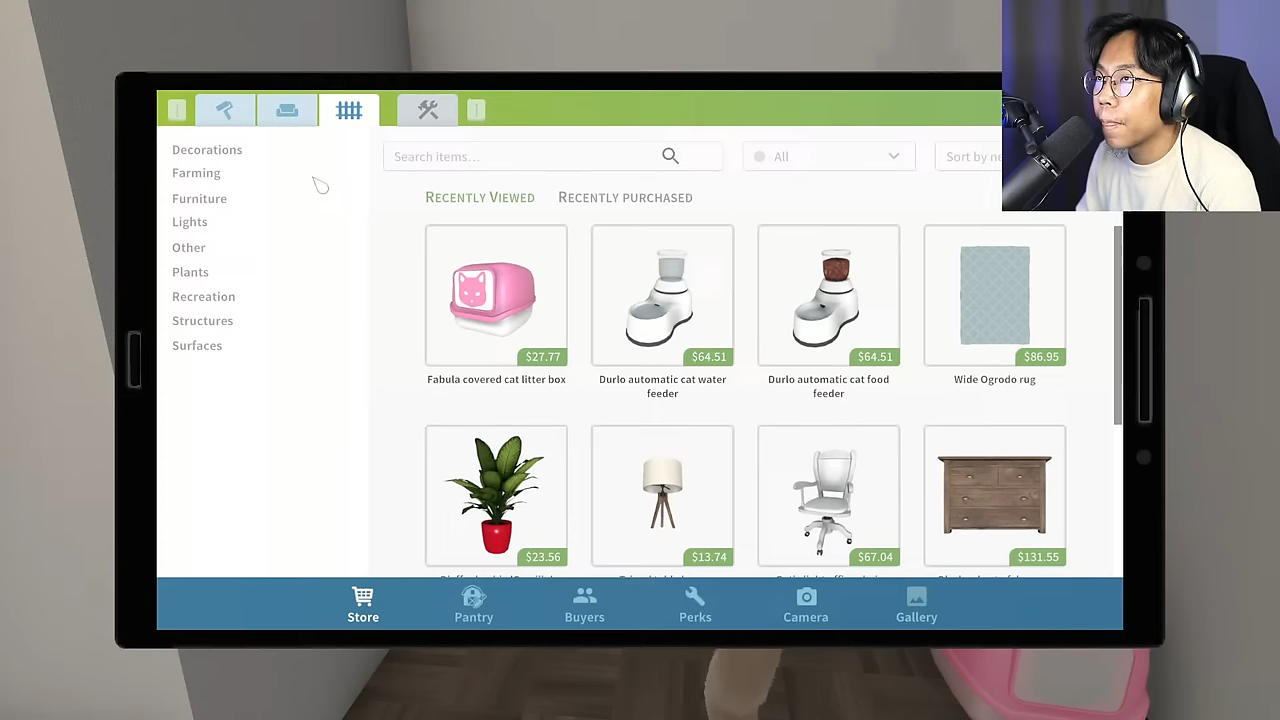 Decorations
Farming
Furniture
Lights
Other
Plants
Recreation
Structures
Surfaces
Search items...
All
Sort by ne
RECENTLY VIEWED
RECENTLY PURCHASED
$27.77
Fabula covered cat litter box
$64.51
Durlo automatic cat water
feeder
$64.51
Durlo automatic cat food
feeder
$86.95
Wide Ogrodo rug
$23.56
$13.74
$67.04
$131.55
Store
Pantry
Buyers
Perks
Camera
Gallery